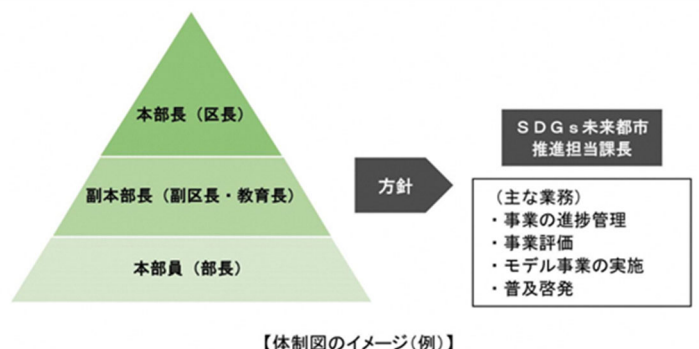 本部長（区長）
副本部長（副区長・教育長）
本部員（部長）
方針
ＳＤＧｓ未来都市
推進担当課長
（主な業務）
・事業の進捗管理
・事業評価
・モデル事業の実施
・普及啓発
【体制図のイメージ（例）】